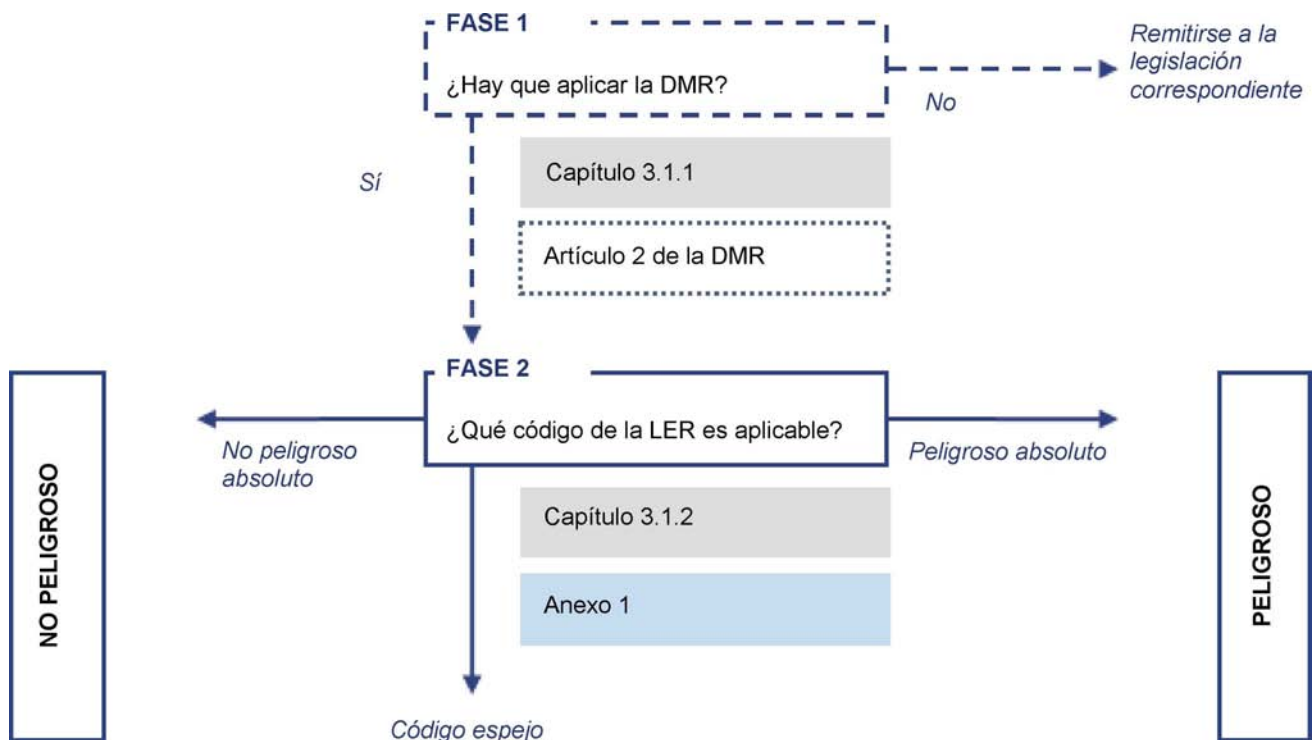 FASE 1
¿Hay que aplicar la DMR?
Remitirse a la
legislación
correspondiente
No
Sí
Capítulo 3.1.1
Artículo 2 de la DMR
FASE 2
¿Qué código de la LER es aplicable?
No peligroso
absoluto
Peligroso absoluto
Capítulo 3.1.2
Anexo 1
NO PELIGROSO
PELIGROSO
Código espejo